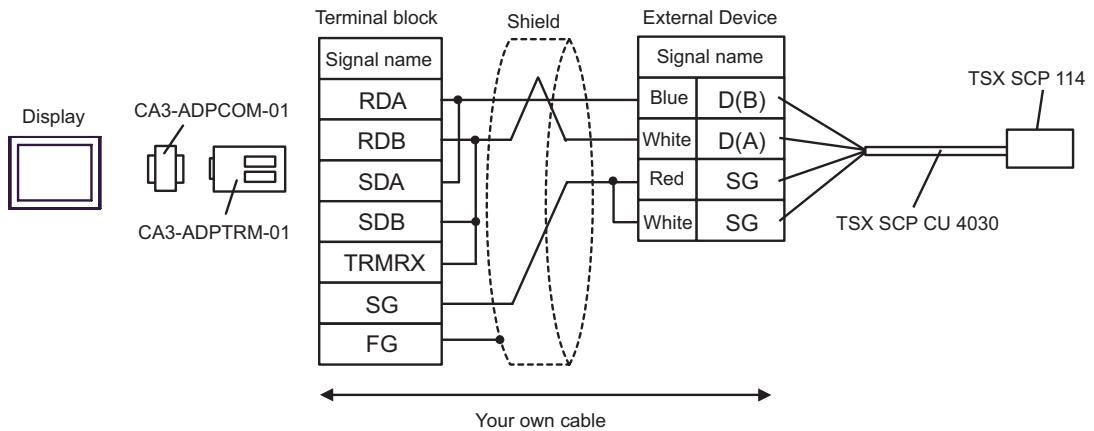 Terminal block
Shield
External Device
Signal name
Signal name
TSX SCP 114
Display
CA3-ADPCOM-01
RDA
Blue
D(B)
RDB
White
D(A)
SDA
Red
SG
CA3-ADPTRM-01
SDB
White
SG
TSX SCP CU 4030
TRMRX
SG
FG
Your own cable